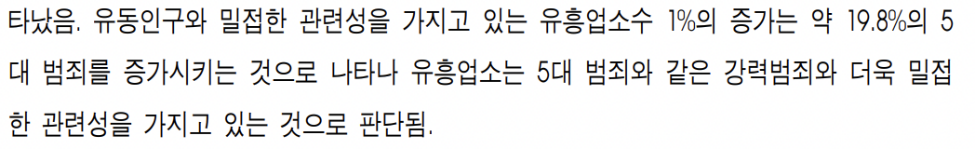 타났음. 유동인구와 밀접한 관련성을 가지고 있는 유흥업소수 1%의 증가는 약 19.8%의 5
대 범죄를 증가시키는 것으로 나타나 유흥업소는 5대 범죄와 같은 강력범죄와 더욱 밀접
한 관련성을 가지고 있는 것으로 판단됨.